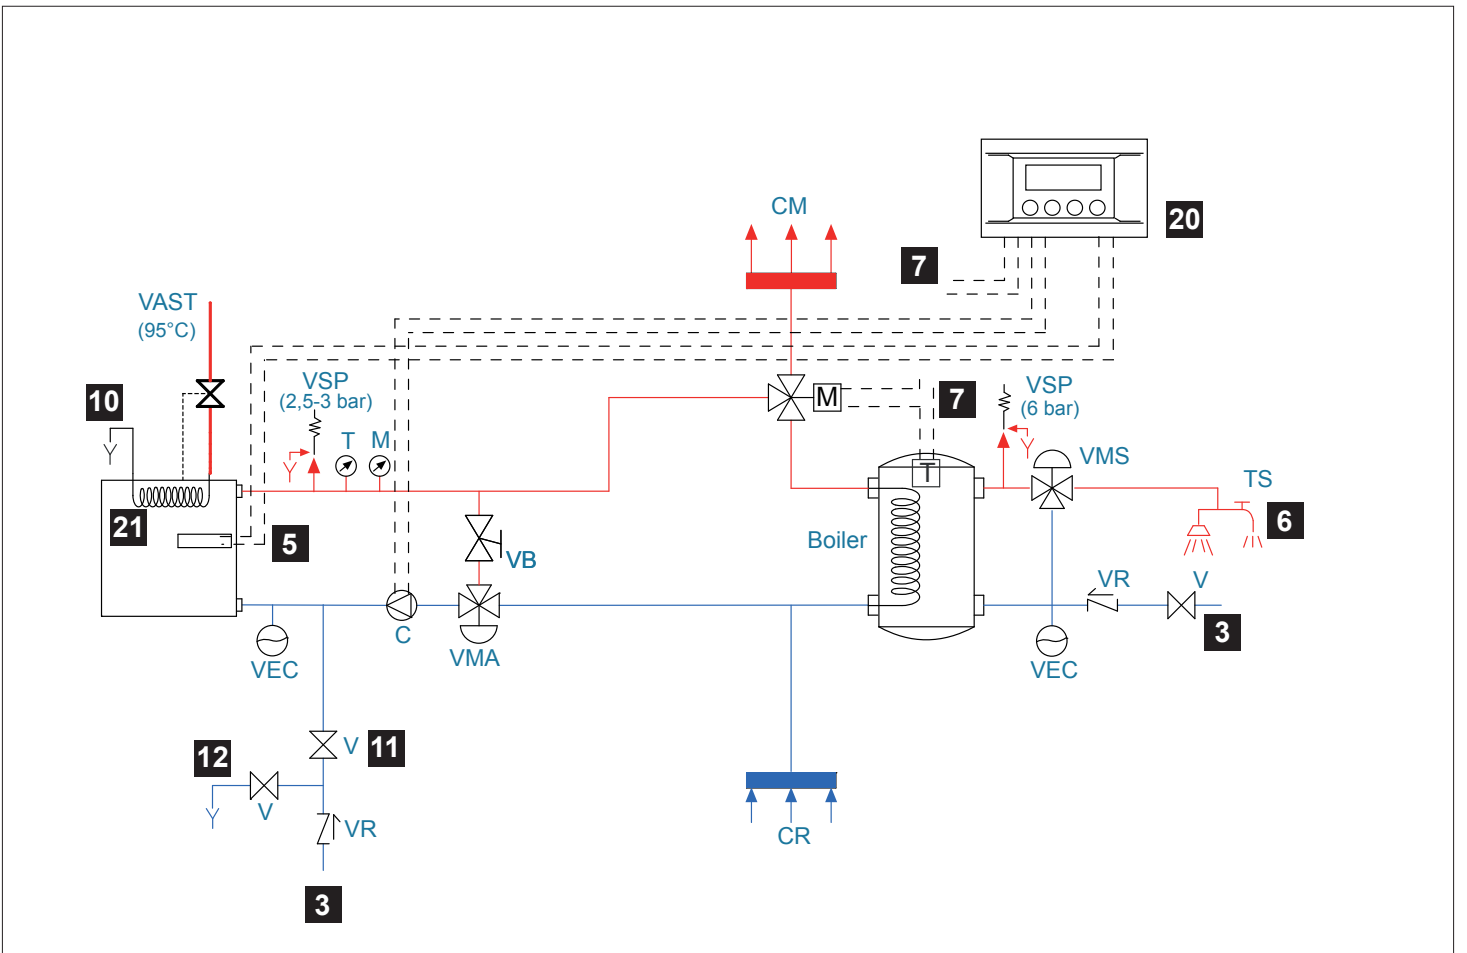 CM
20
7
VAST
(95°C)
VSP
(2,5-3 bar)
10
T
M
M
7
VSP
(6 bar)
VMS
T
TS
6
21
5
VB
Boiler
VR
V
3
C
VMA
VEC
VEC
V
11
12
V
VR
CR
3